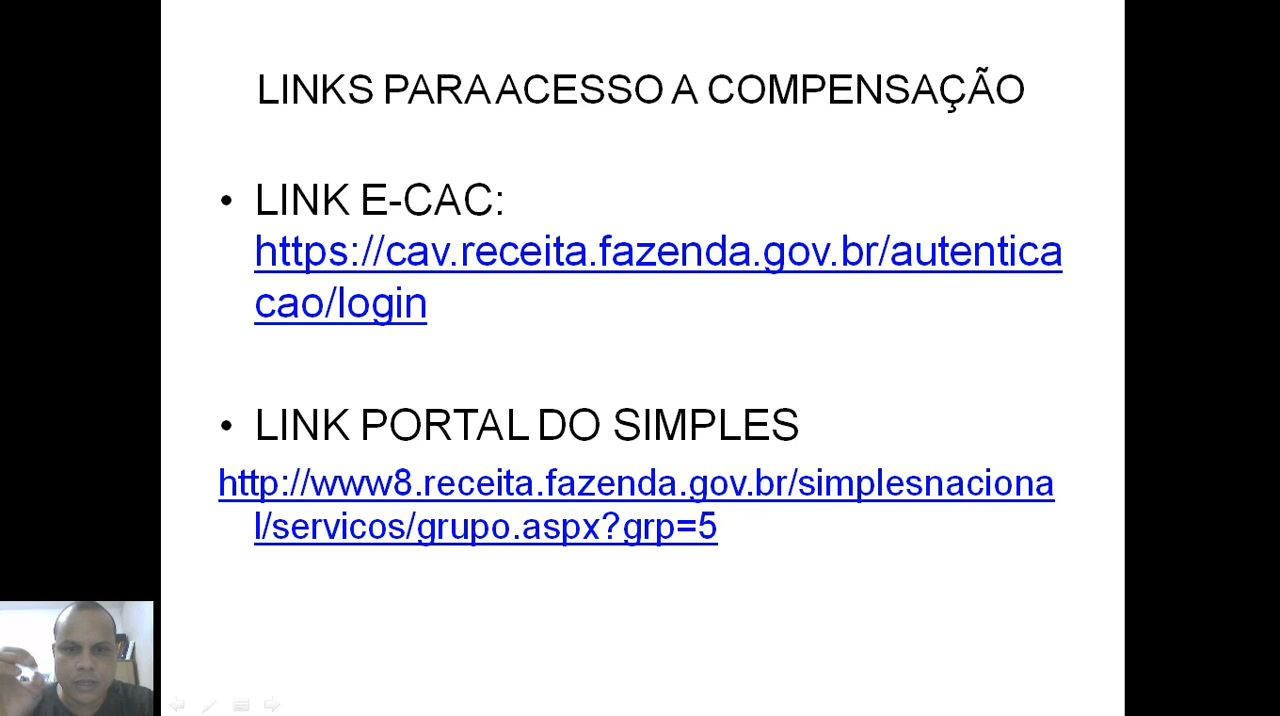 LINKS PARA ACESSO A COMPENSAÇÃO
• LINK E-CAC:
https://cav.receita.fazenda.gov.br/autentica
cao/login
• LINK PORTAL DO SIMPLES
http://www8.receita.fazenda.gov.br/simplesnaciona
l/servicos/grupo.aspx?grp=5